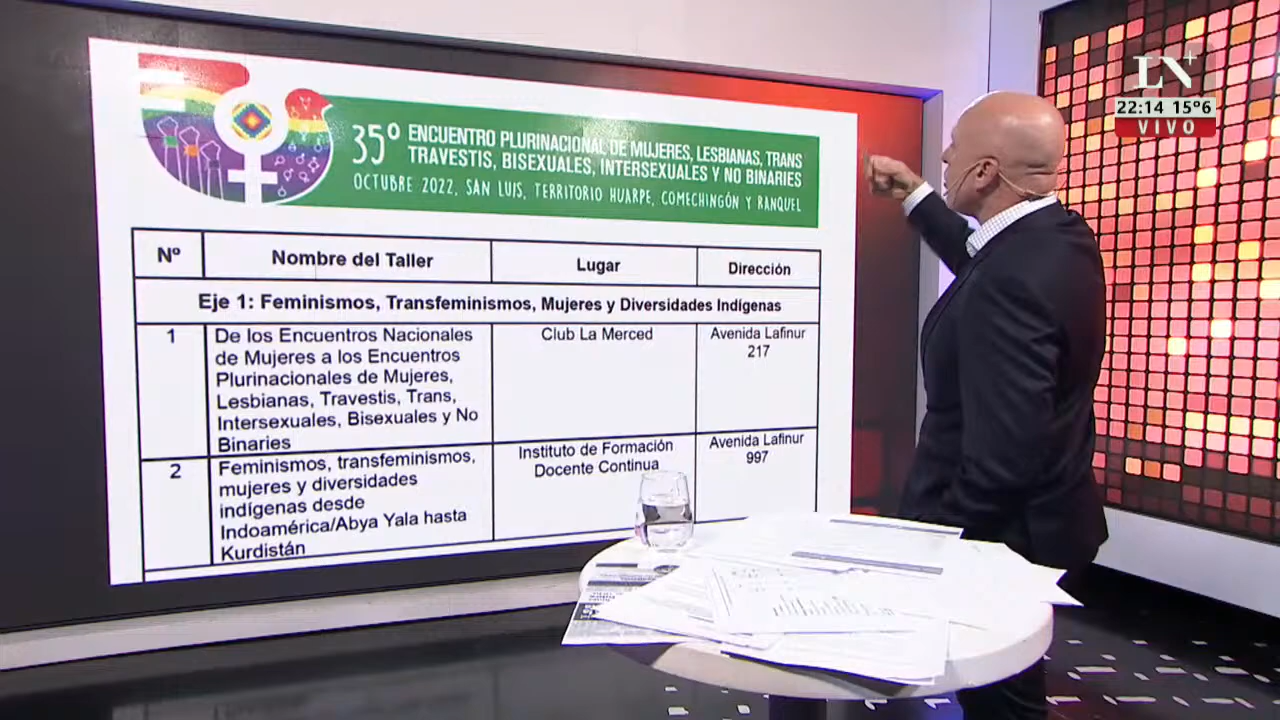 LN+
22:14 15º6
VIVO
35º ENCUENTRO PLURINACIONAL DE MUJERES, LESBIANAS, TRANS
TRAVESTIS, BISEXUALES, INTERSEXUALES Y NO BINARIES
OCTUBRE 2022, SAN LUIS, TERRITORIO HUARPE, COMECHINGÓN Y RANQUEL
Nº Nombre del Taller Lugar Dirección
Eje 1: Feminismos, Transfeminismos, Mujeres y Diversidades Indígenas
1 De los Encuentros Nacionales Club La Merced Avenida Lafinur
de Mujeres a los Encuentros 217
Plurinacionales de Mujeres,
Lesbianas, Travestis, Trans,
Intersexuales, Bisexuales y No
Binaries
2 Feminismos, transfeminismos, Instituto de Formación Avenida Lafinur
mujeres y diversidades Docente Continua 997
indígenas desde
Indoamérica/Abya Yala hasta
Kurdistán